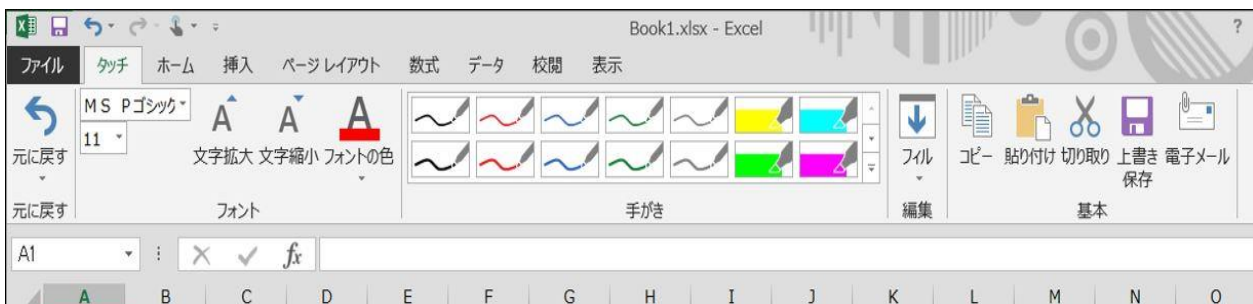 Book1.xlsx - Excel ?
ファイル タッチ ホーム 挿入 ページ レイアウト 数式 データ 校閲 表示
元に戻す
ＭＳ Ｐゴシック
11
文字拡大 文字縮小 フォントの色
フィル
コピー 貼り付け 切り取り 上書き 電子メール
保存
元に戻す フォント 手がき 編集 基本
A1 fx
A B C D E F G H I J K L M N O